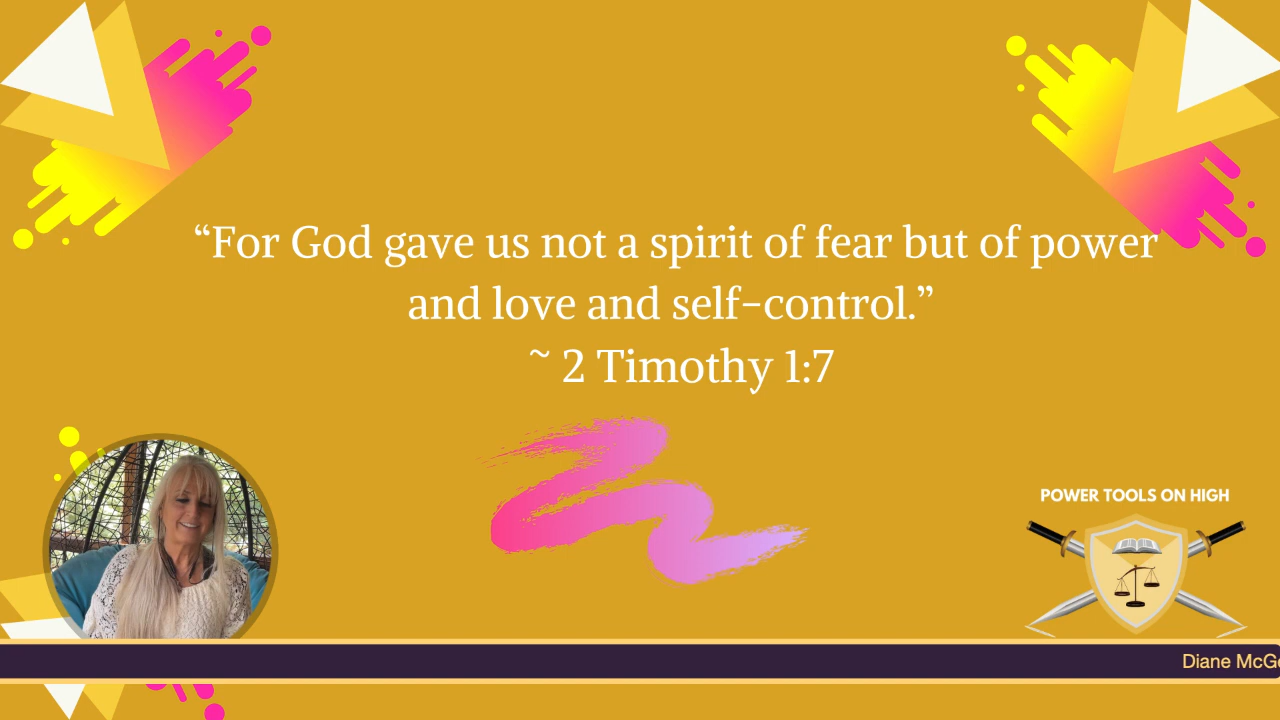 “For God gave us not a spirit of fear but of power
and love and self-control.”
~ 2 Timothy 1:7
POWER TOOLS ON HIGH
Diane